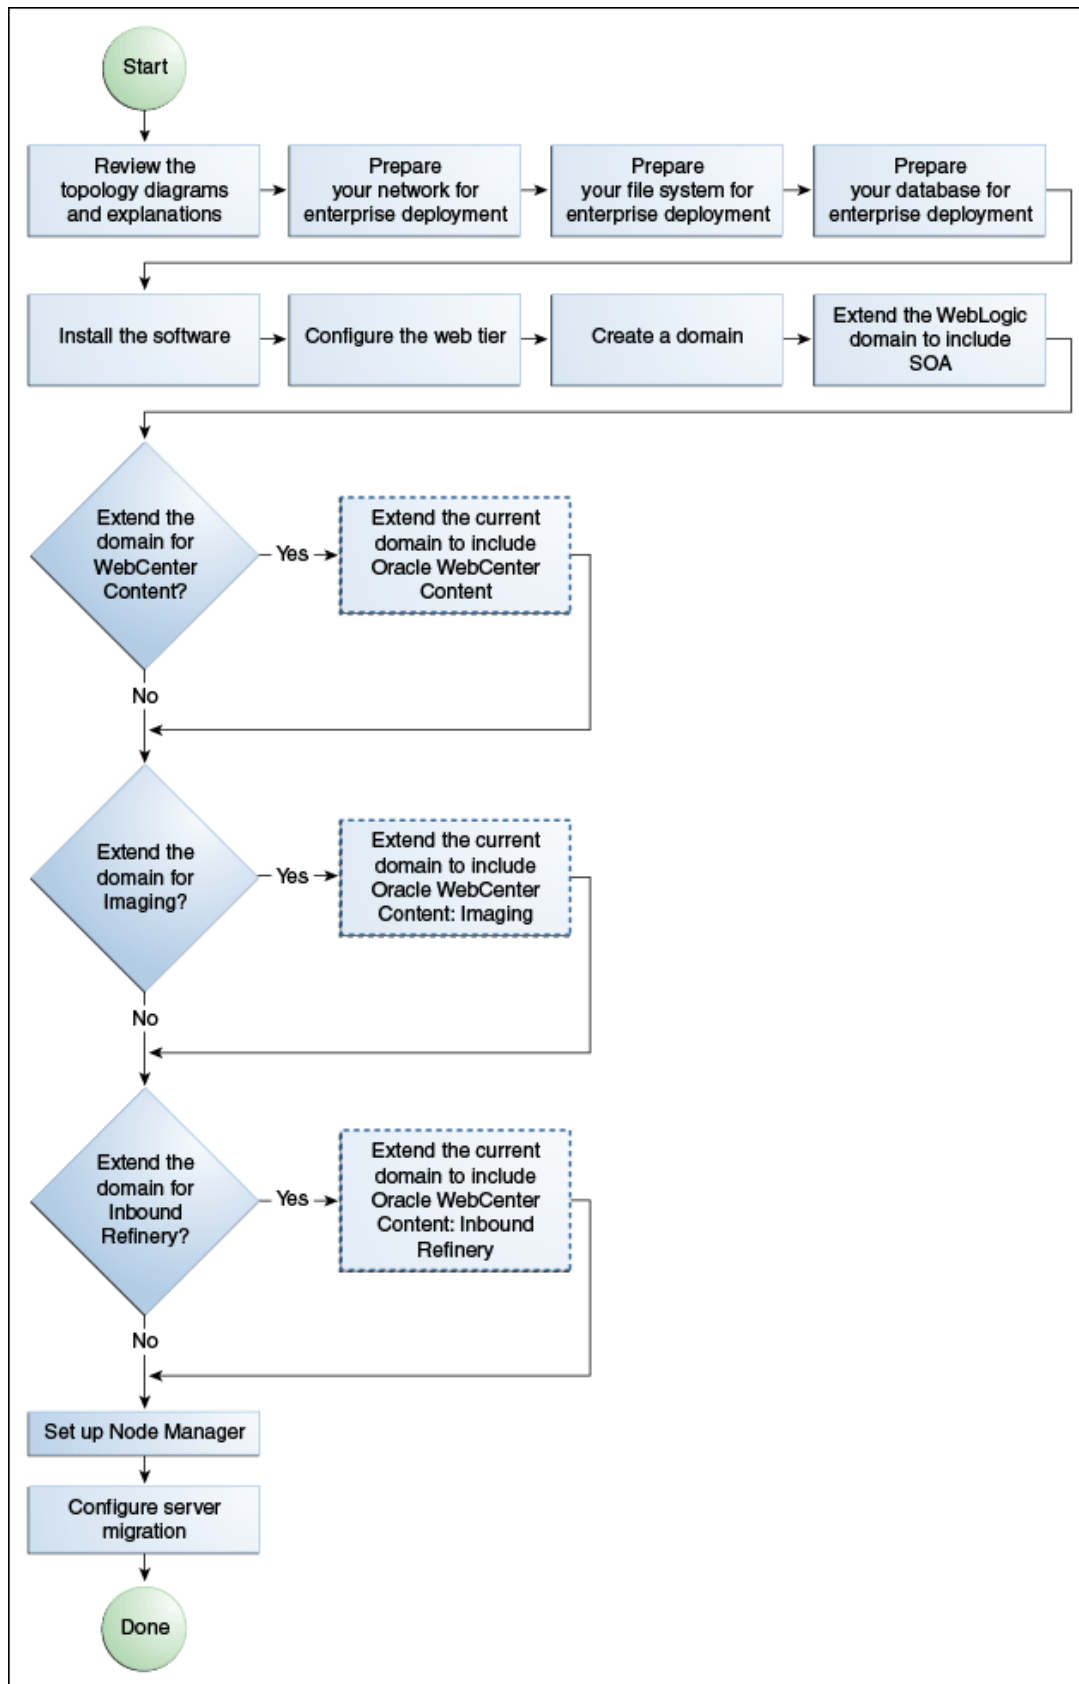 Start
Review the
topology diagrams
and explanations
Prepare
your network for
enterprise deployment
Prepare
your file system for
enterprise deployment
Prepare
your database for
enterprise deployment
Install the software
Configure the web tier
Create a domain
Extend the WebLogic
domain to include
SOA
Extend the
domain for
WebCenter
Content?
Yes
Extend the current
domain to include
Oracle WebCenter
Content
No
Extend the
domain for
Imaging?
Yes
Extend the current
domain to include
Oracle WebCenter
Content: Imaging
No
Extend the
domain for
Inbound
Refinery?
Yes
Extend the current
domain to include
Oracle WebCenter
Content: Inbound
Refinery
No
Set up Node Manager
Configure server
migration
Done